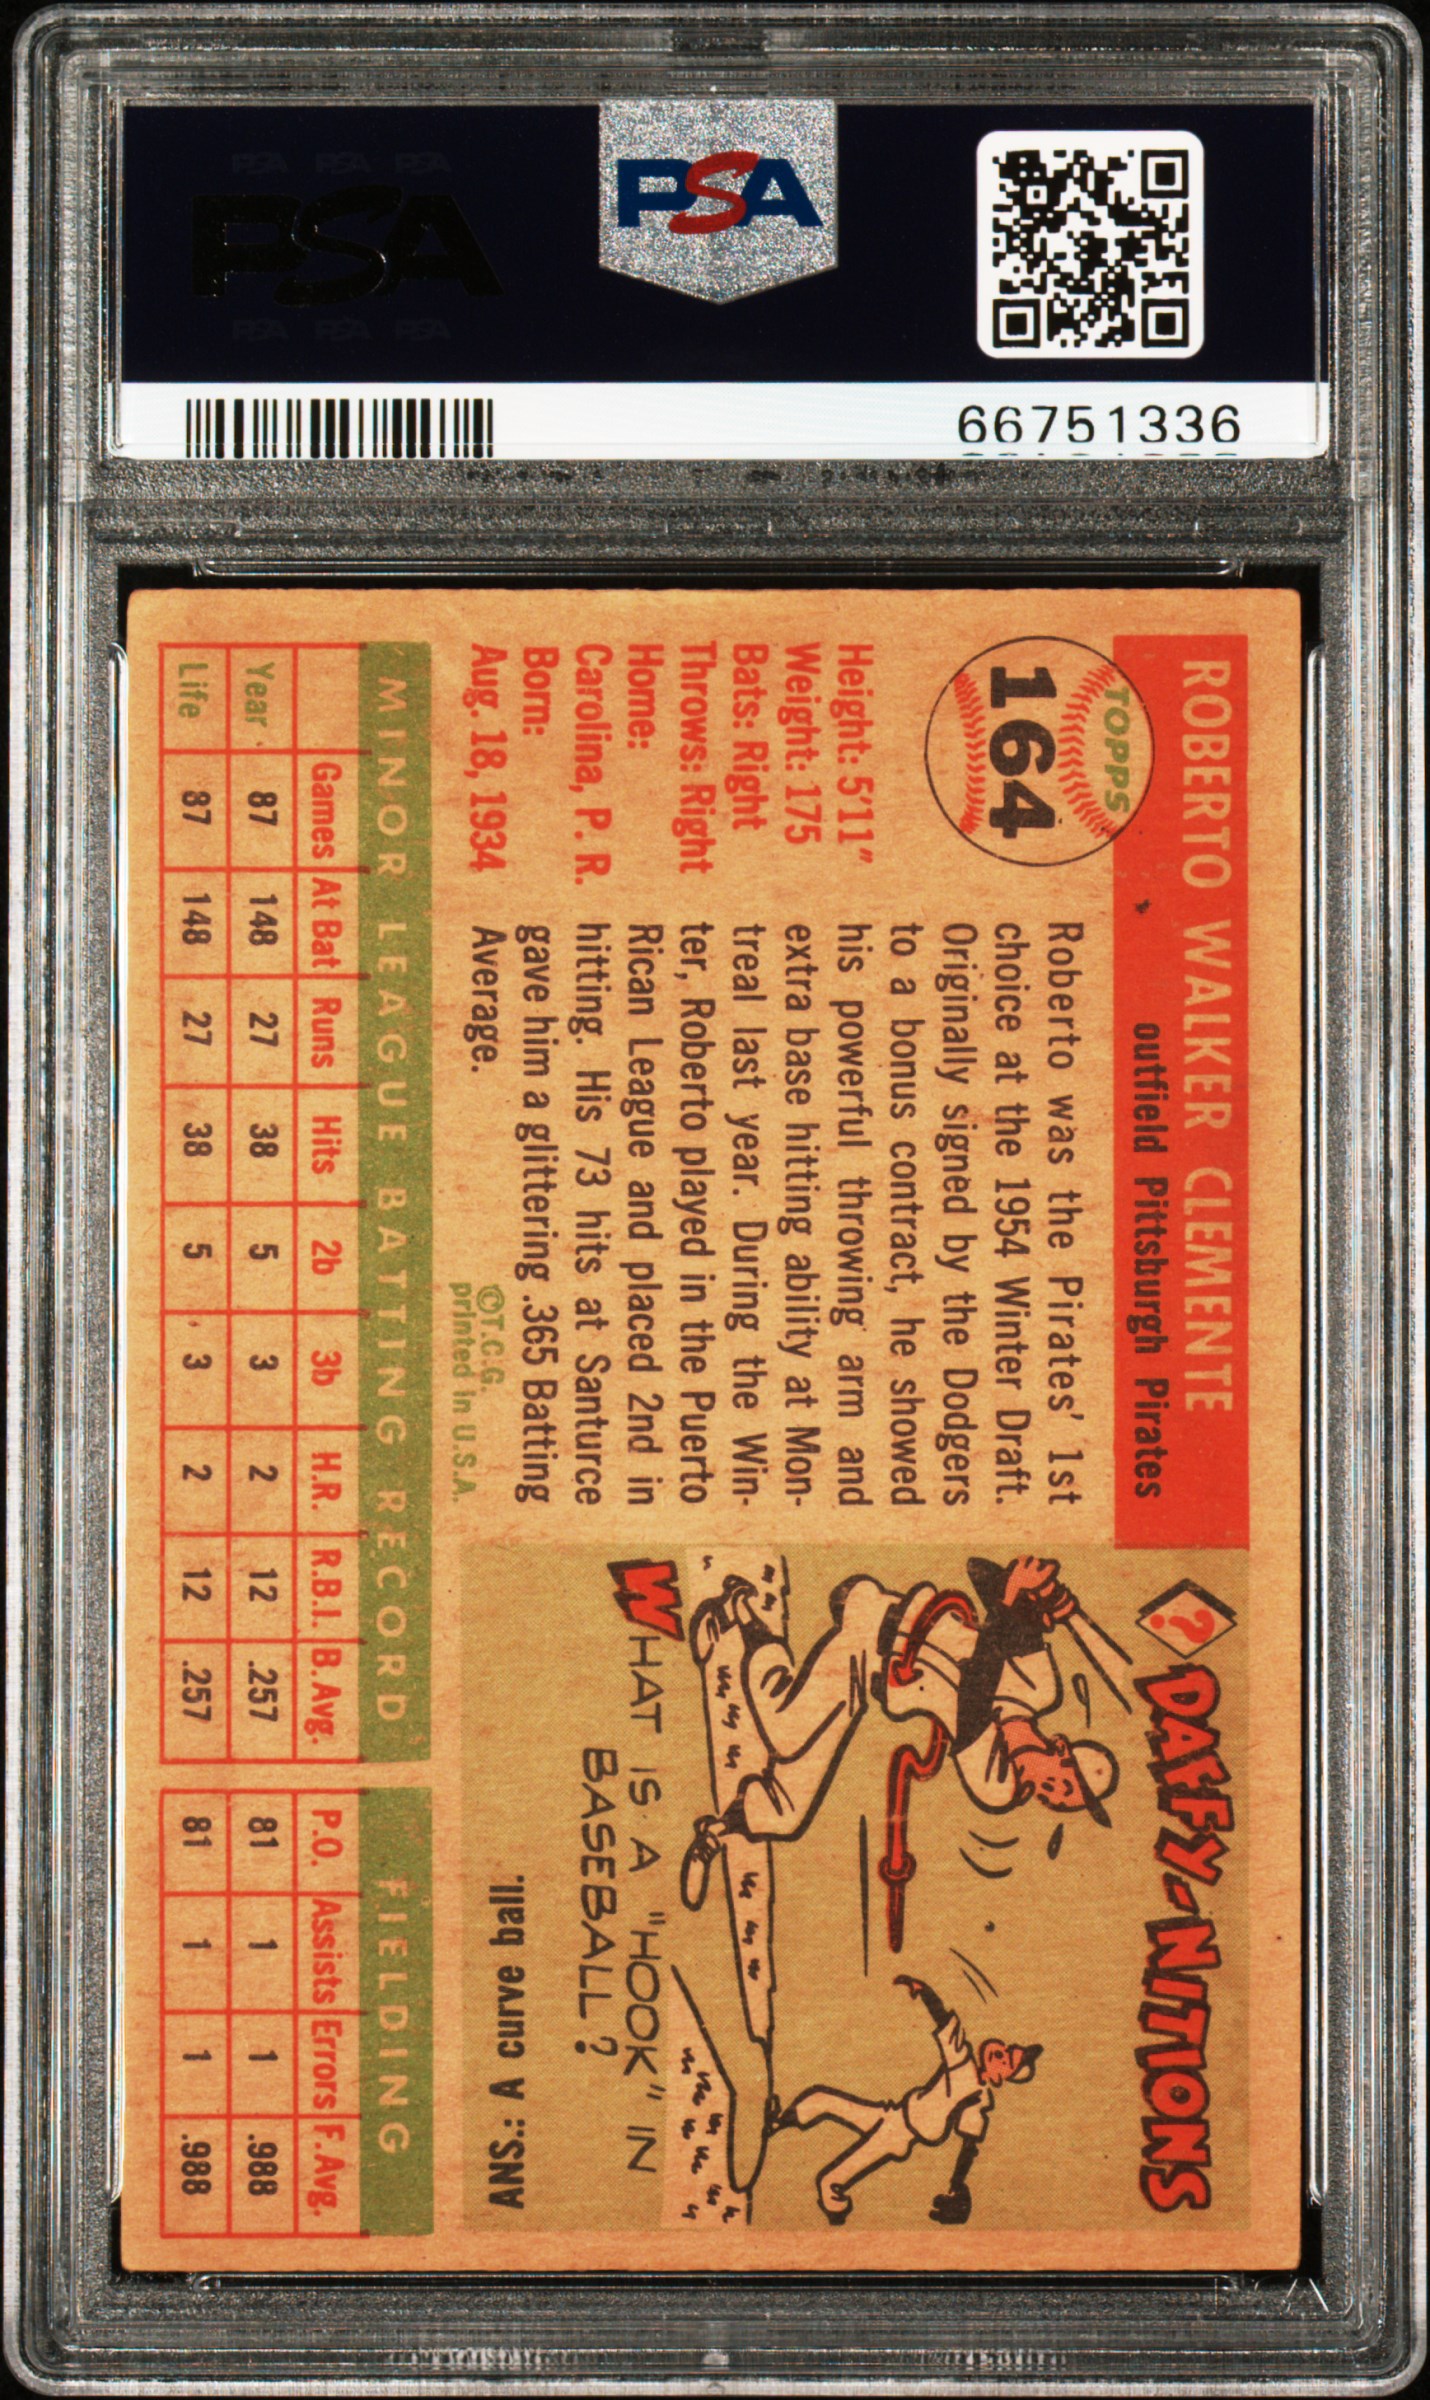 PSA PSA PSA
PSA
PSA PSA PSA
PSA
66751336
ROBERTO WALKER CLEMENTE
outfield Pittsburgh Pirates
TOPPS
164
Height: 5'11"
Weight: 175
Bats: Right
Throws: Right
Home:
Carolina, P. R.
Born:
Aug. 18, 1934
Roberto was the Pirates' 1st
choice at the 1954 Winter Draft.
Originally signed by the Dodgers
to a bonus contract, he showed
his powerful throwing arm and
extra base hitting ability at Mon-
treal last year. During the Win-
ter, Roberto played in the Puerto
Rican League and placed 2nd in
hitting. His 73 hits at Santurce
gave him a glittering .365 Batting
Average.
©T.C.G.
printed in U.S.A.
? DAFFY-NITIONS
WHAT IS A "HOOK" IN
BASEBALL?
ANS.: A curve ball.
MINOR LEAGUE BATTING RECORD FIELDING
Games At Bat Runs Hits 2b 3b H.R. R.B.I. B. Avg. P.O. Assists Errors F. Avg.
Year 87 148 27 38 5 3 2 12 .257 81 1 1 .988
Life 87 148 27 38 5 3 2 12 .257 81 1 1 .988
PSA